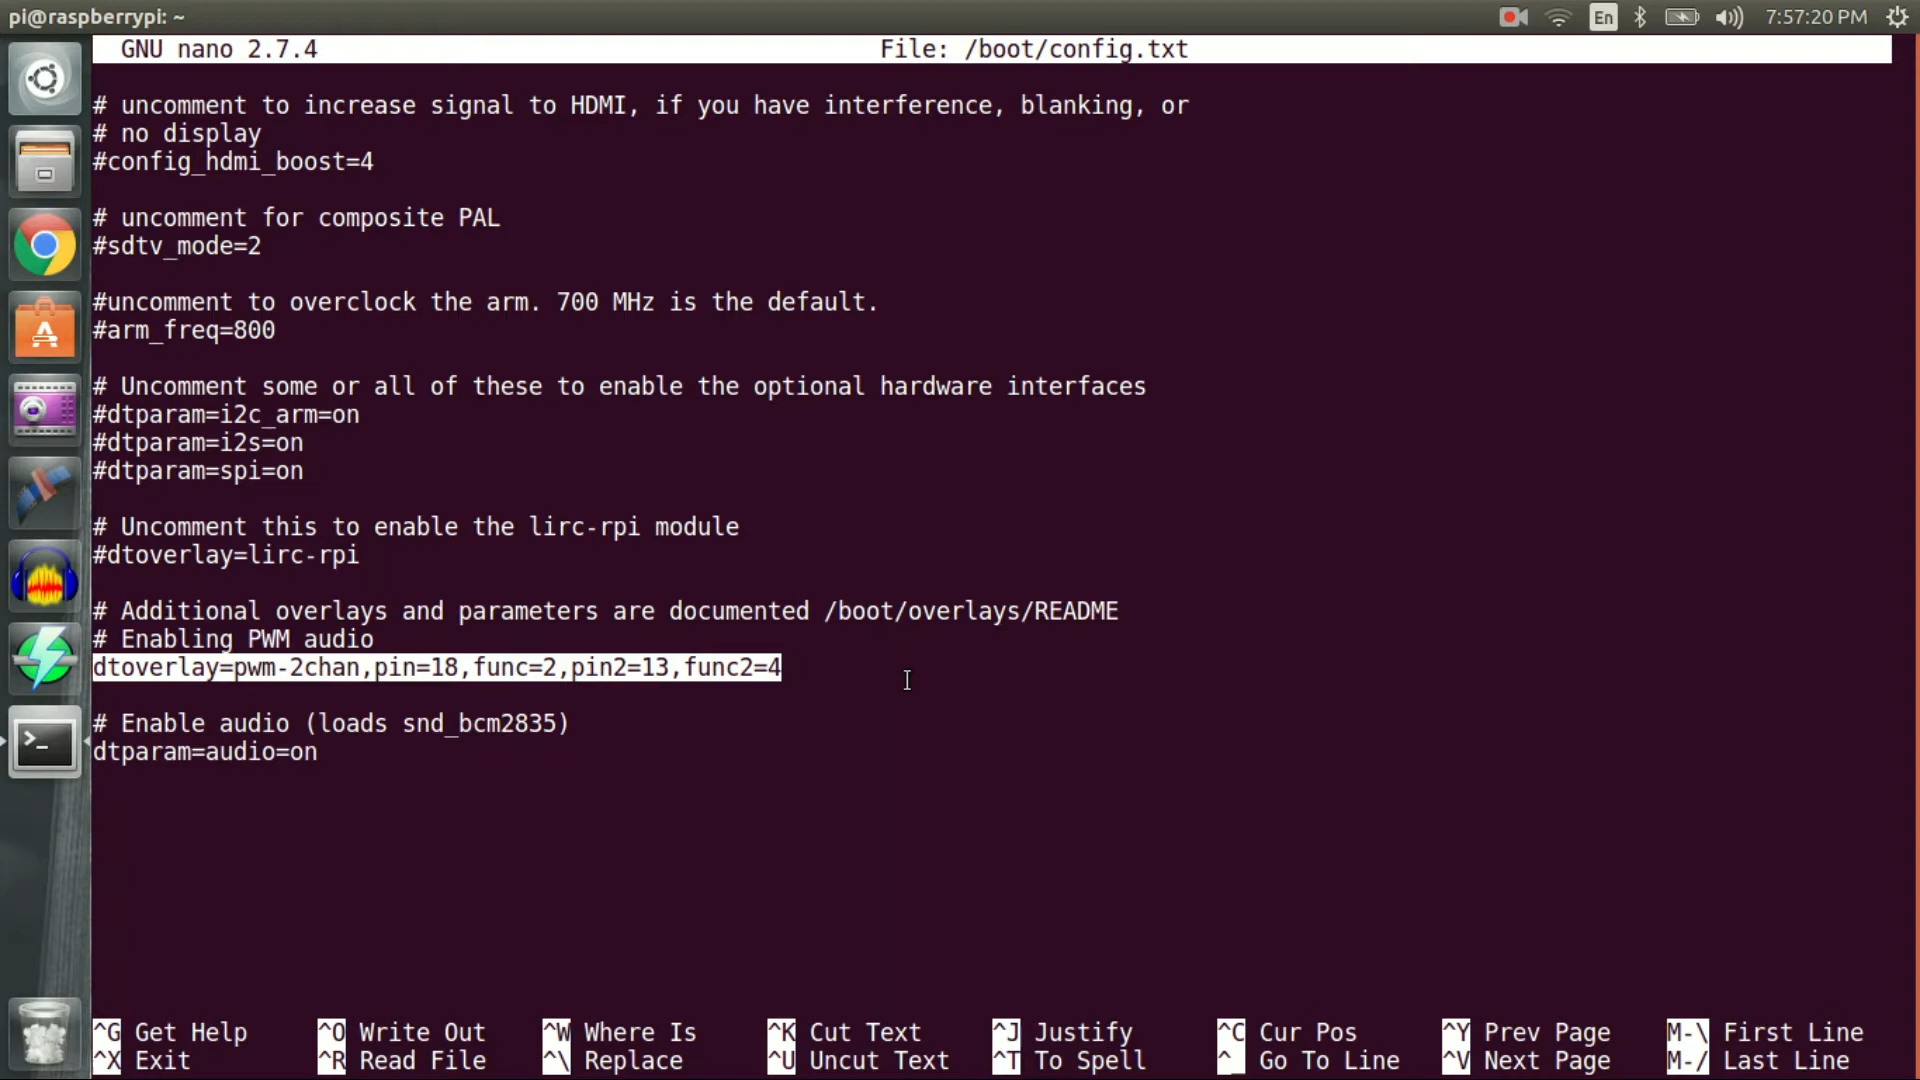 pi@raspberrypi: ~
En
7:57:20 PM
GNU nano 2.7.4 File: /boot/config.txt
# uncomment to increase signal to HDMI, if you have interference, blanking, or
# no display
#config_hdmi_boost=4
# uncomment for composite PAL
#sdtv_mode=2
#uncomment to overclock the arm. 700 MHz is the default.
#arm_freq=800
# Uncomment some or all of these to enable the optional hardware interfaces
#dtparam=i2c_arm=on
#dtparam=i2s=on
#dtparam=spi=on
# Uncomment this to enable the lirc-rpi module
#dtoverlay=lirc-rpi
# Additional overlays and parameters are documented /boot/overlays/README
# Enabling PWM audio
dtoverlay=pwm-2chan,pin=18,func=2,pin2=13,func2=4
# Enable audio (loads snd_bcm2835)
dtparam=audio=on
^G Get Help ^O Write Out ^W Where Is ^K Cut Text ^J Justify ^C Cur Pos ^Y Prev Page M-\ First Line
^X Exit ^R Read File ^\ Replace ^U Uncut Text ^T To Spell ^_ Go To Line ^V Next Page M-/ Last Line